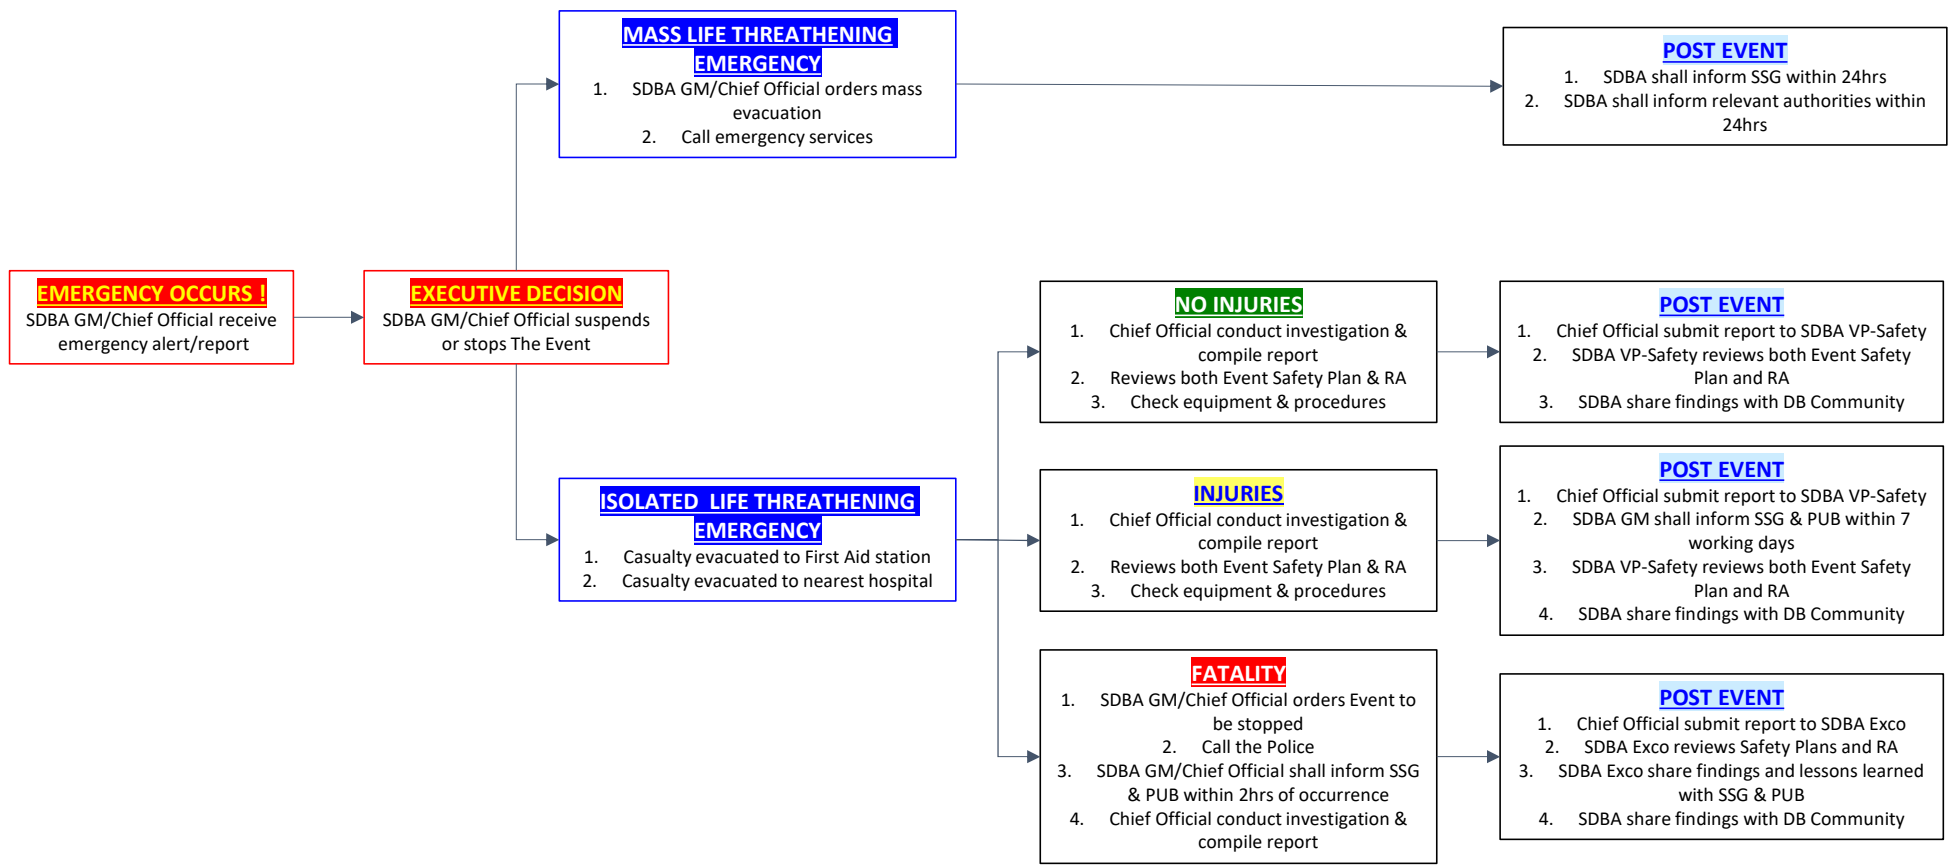 MASS LIFE THREATHENING
EMERGENCY
1. SDBA GM/Chief Official orders mass
evacuation
2. Call emergency services
POST EVENT
1. SDBA shall inform SSG within 24hrs
2. SDBA shall inform relevant authorities within
24hrs
EMERGENCY OCCURS !
SDBA GM/Chief Official receive
emergency alert/report
EXECUTIVE DECISION
SDBA GM/Chief Official suspends
or stops The Event
NO INJURIES
1. Chief Official conduct investigation &
compile report
2. Reviews both Event Safety Plan & RA
3. Check equipment & procedures
POST EVENT
1. Chief Official submit report to SDBA VP-Safety
2. SDBA VP-Safety reviews both Event Safety
Plan and RA
3. SDBA share findings with DB Community
ISOLATED LIFE THREATHENING
EMERGENCY
1. Casualty evacuated to First Aid station
2. Casualty evacuated to nearest hospital
INJURIES
1. Chief Official conduct investigation &
compile report
2. Reviews both Event Safety Plan & RA
3. Check equipment & procedures
POST EVENT
1. Chief Official submit report to SDBA VP-Safety
2. SDBA GM shall inform SSG & PUB within 7
working days
3. SDBA VP-Safety reviews both Event Safety
Plan and RA
4. SDBA share findings with DB Community
FATALITY
1. SDBA GM/Chief Official orders Event to
be stopped
2. Call the Police
3. SDBA GM/Chief Official shall inform SSG
& PUB within 2hrs of occurrence
4. Chief Official conduct investigation &
compile report
POST EVENT
1. Chief Official submit report to SDBA Exco
2. SDBA Exco reviews Safety Plans and RA
3. SDBA Exco share findings and lessons learned
with SSG & PUB
4. SDBA share findings with DB Community